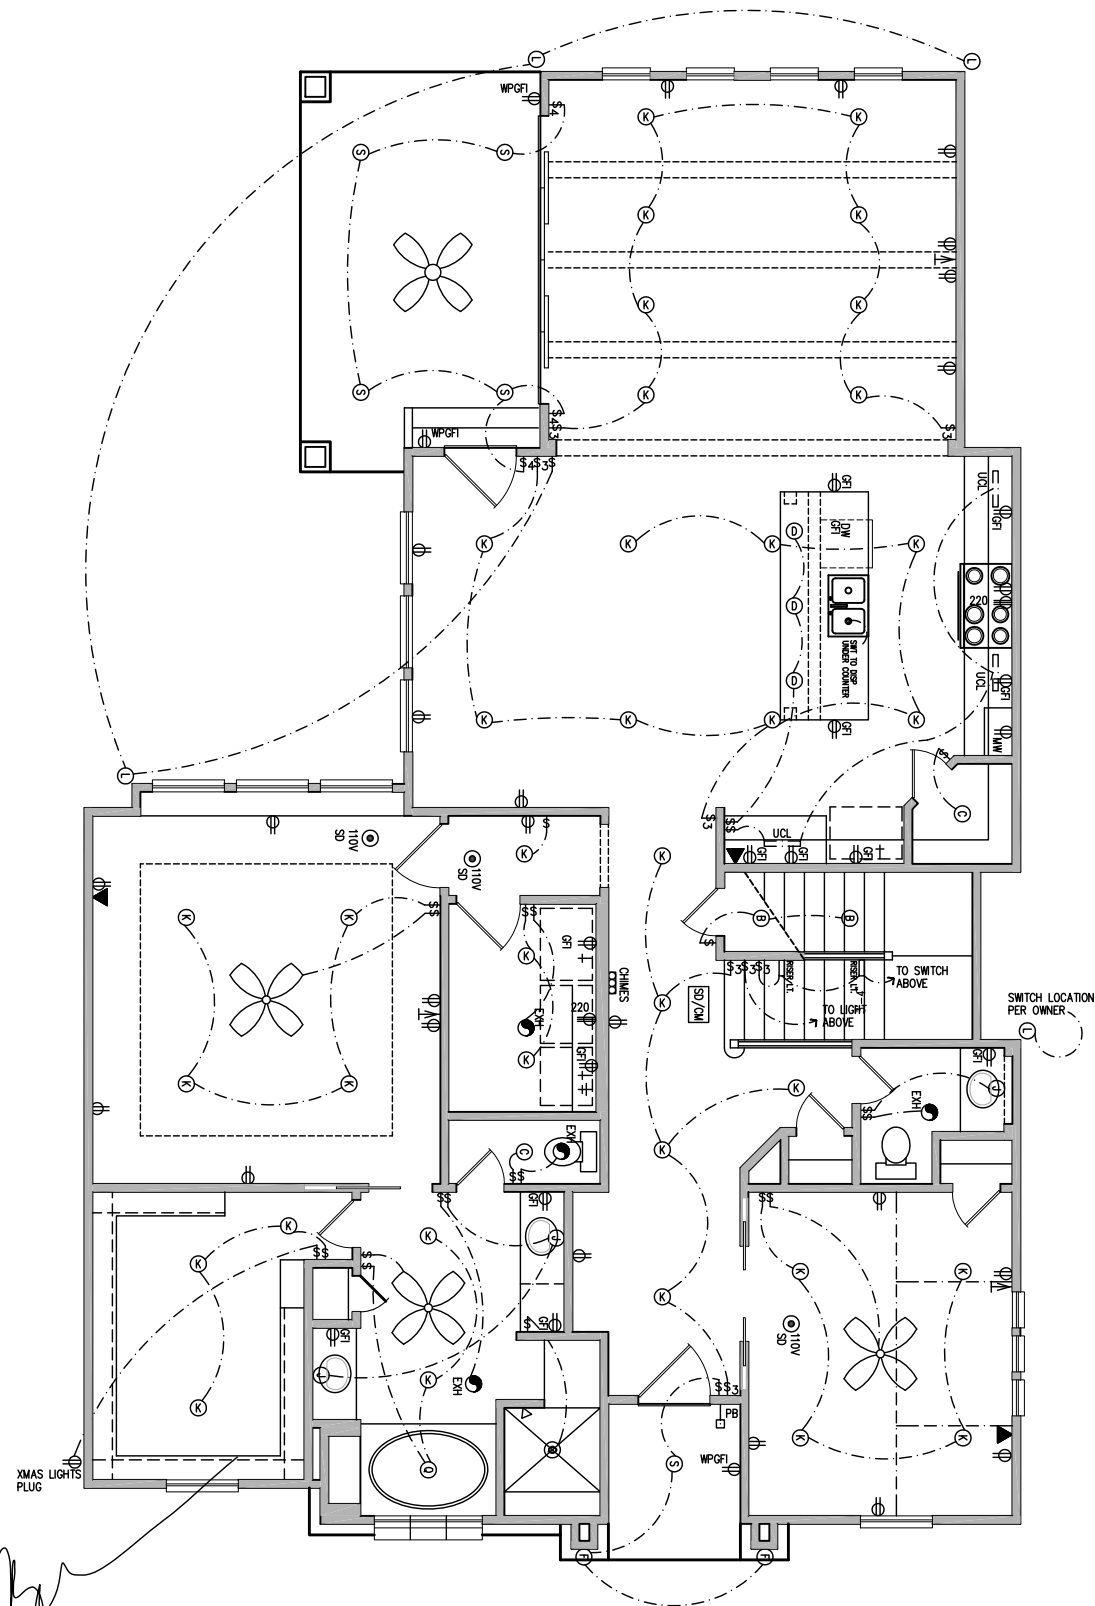 L
L
WPGFI
$4
K
K
S
S
K
K
K
K
K
K
S
S
$4
$3
$3
WPGFI
$4$3$
GFI
UCL
GFI
K
K
K
K
D
DW
GFI
D
220
SWT TO DISP
UNDER COUNTER
D
UCL
GFI
K
K
K
K
GFI
MW
L
$
C
$3
$$
UCL
GFI
GFI
GFI
110V
SD
$
K
K
110V
SD
K
K
$$
$$
B
B
$
GFI
K
CHIMES
$3$3$3
RISER LT.
RISER LT.
TO SWITCH
ABOVE
220
K
SD/CM
TO LIGHT
ABOVE
SWITCH LOCATION
PER OWNER
L
EXH
GFI
K
K
K
K
GFI
J
EXH
$$
EXH
C
K
$$
$$
GFI
$$
K
K
J
K
$$
$$
K
K
K
K
110V
SD
$
GFI
GFI
J
K
EXH
$$3
K
PB
K
K
Q
S
WPGFI
XMAS LIGHTS
PLUG
F
F